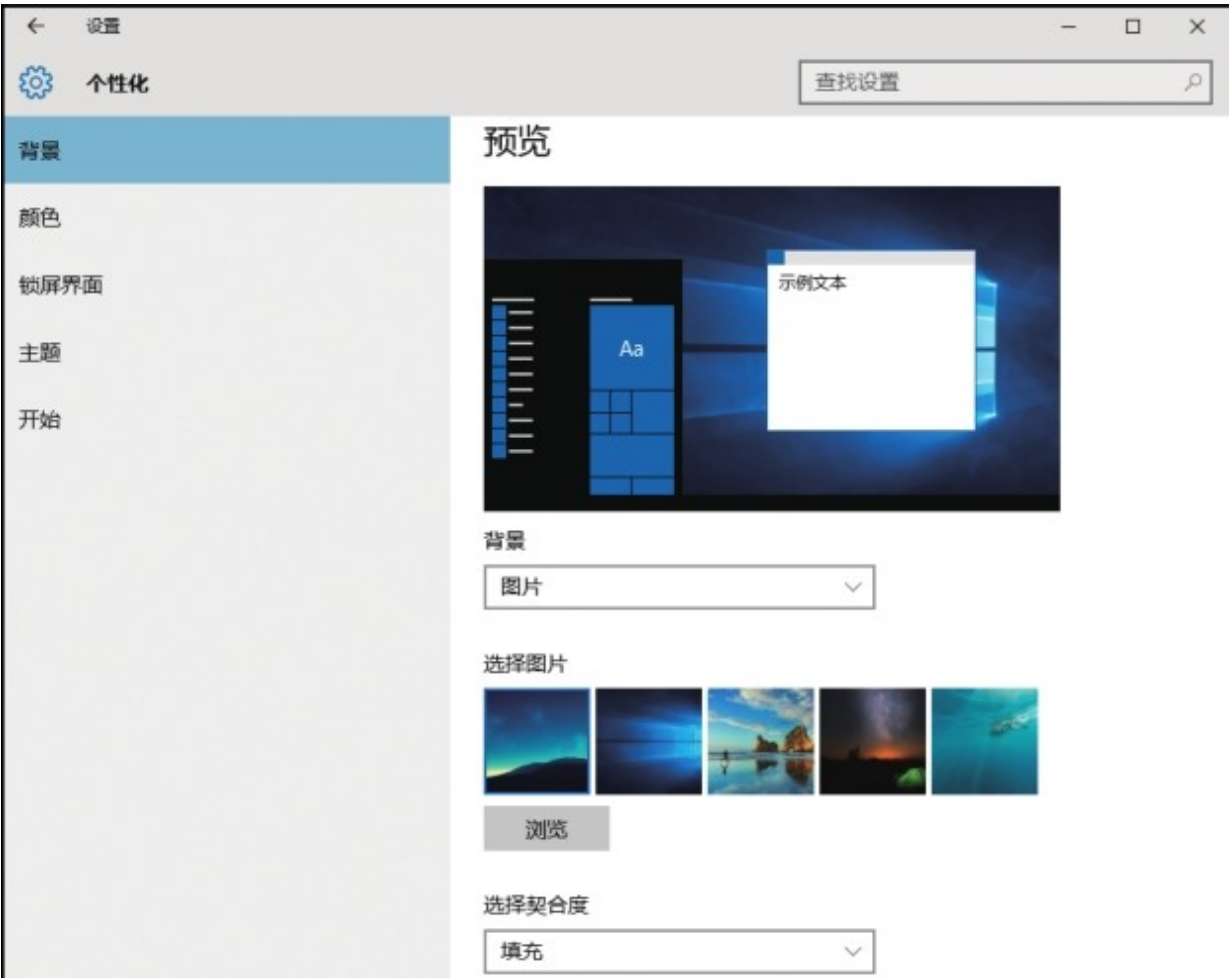 设置
个性化
查找设置
背景
颜色
锁屏界面
主题
开始
预览
示例文本
Aa
背景
图片
选择图片
浏览
选择契合度
填充